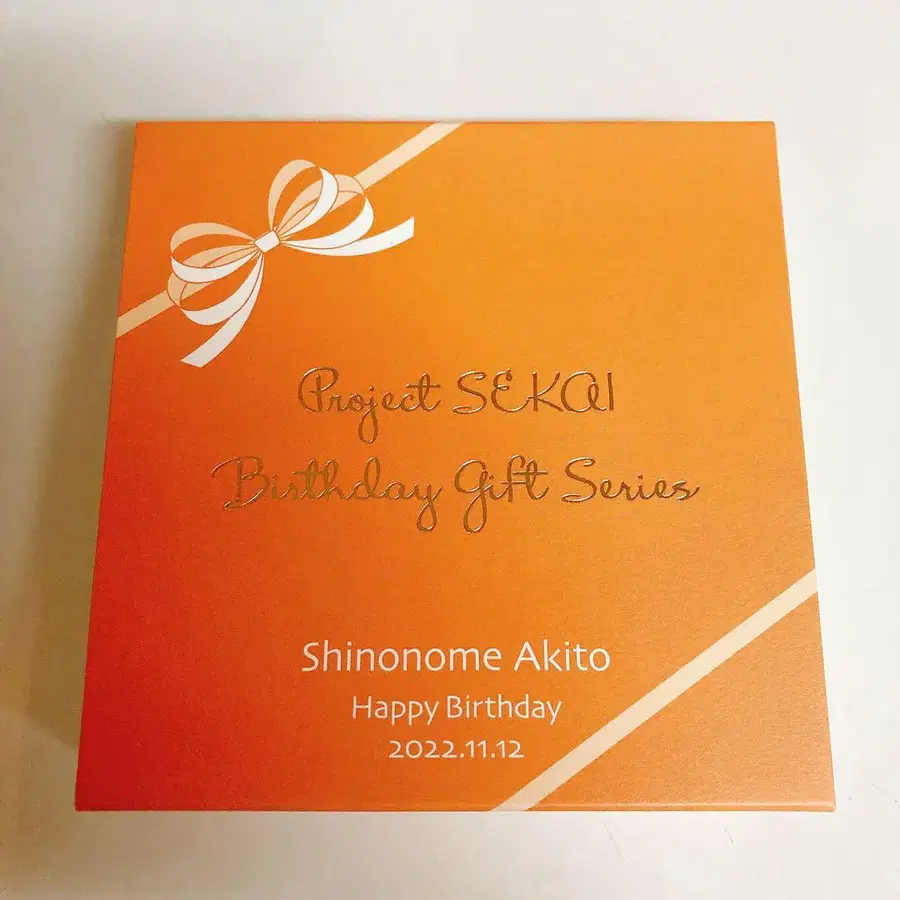 Project SEKAI
Birthday Gift Series
Shinonome Akito
Happy Birthday
2022.11.12